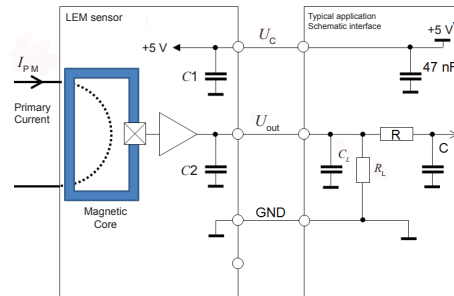 LEM sensor
Typical application
Schematic interface
+5 V
U_C
+5 V
I_PM
C1
47 nF
Primary
Current
U_out
R
C
C2
C_L
R_L
GND
Magnetic
Core